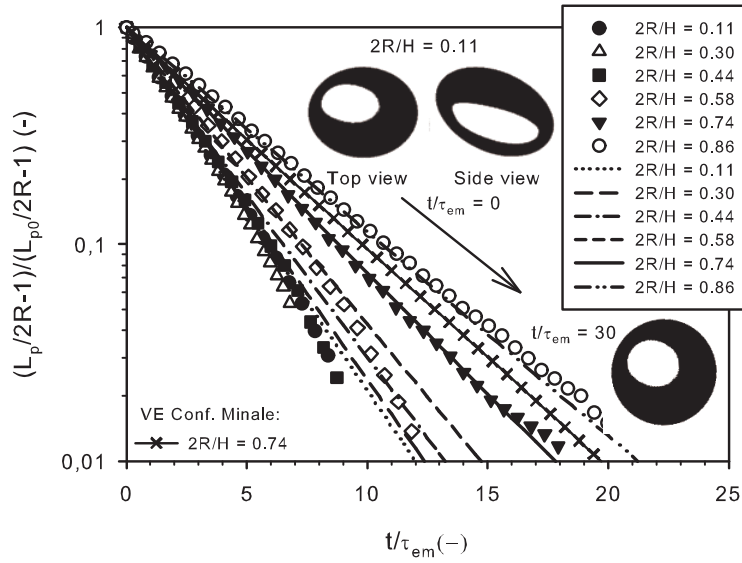 (L_p/2R-1)/(L_p0/2R-1) (-)
1
0,1
0,01
0
5
10
15
20
25
t/τ_em(–)
2R/H = 0.11
Top view
Side view
t/τ_em = 0
t/τ_em = 30
VE Conf. Minale:
2R/H = 0.74
2R/H = 0.11
2R/H = 0.30
2R/H = 0.44
2R/H = 0.58
2R/H = 0.74
2R/H = 0.86
2R/H = 0.11
2R/H = 0.30
2R/H = 0.44
2R/H = 0.58
2R/H = 0.74
2R/H = 0.86